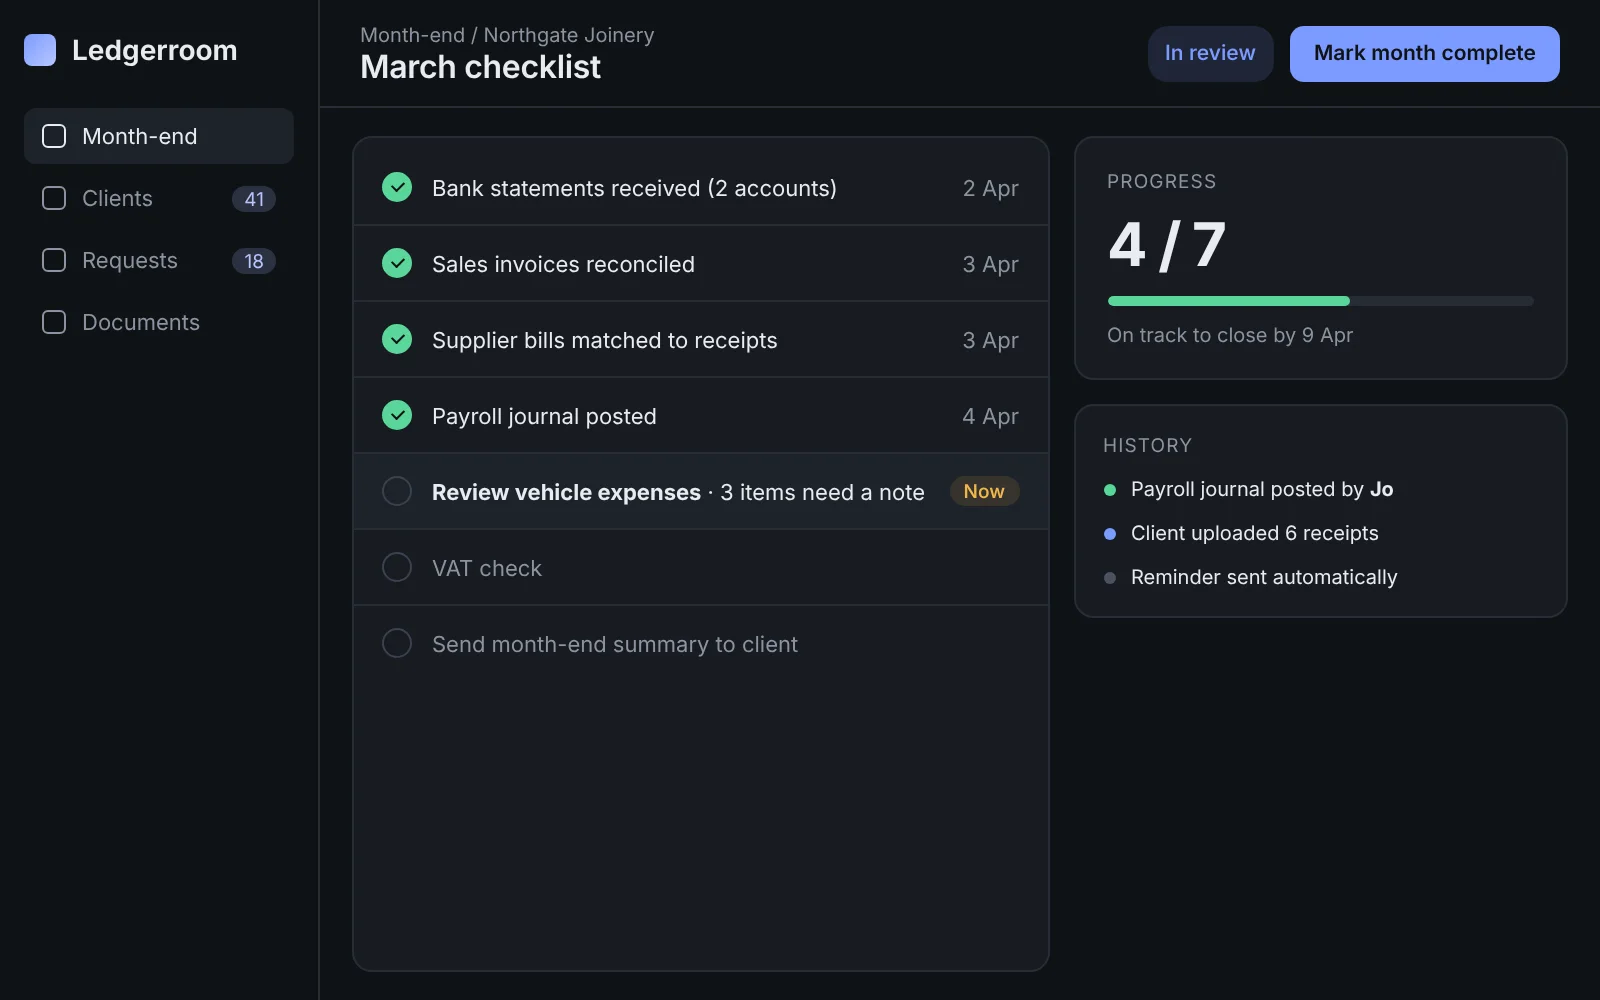 Ledgerroom
Month-end
Clients 41
Requests 18
Documents
Month-end / Northgate Joinery
March checklist
In review
Mark month complete
Bank statements received (2 accounts) 2 Apr
Sales invoices reconciled 3 Apr
Supplier bills matched to receipts 3 Apr
Payroll journal posted 4 Apr
Review vehicle expenses · 3 items need a note Now
VAT check
Send month-end summary to client
PROGRESS
4 / 7
On track to close by 9 Apr
HISTORY
Payroll journal posted by Jo
Client uploaded 6 receipts
Reminder sent automatically